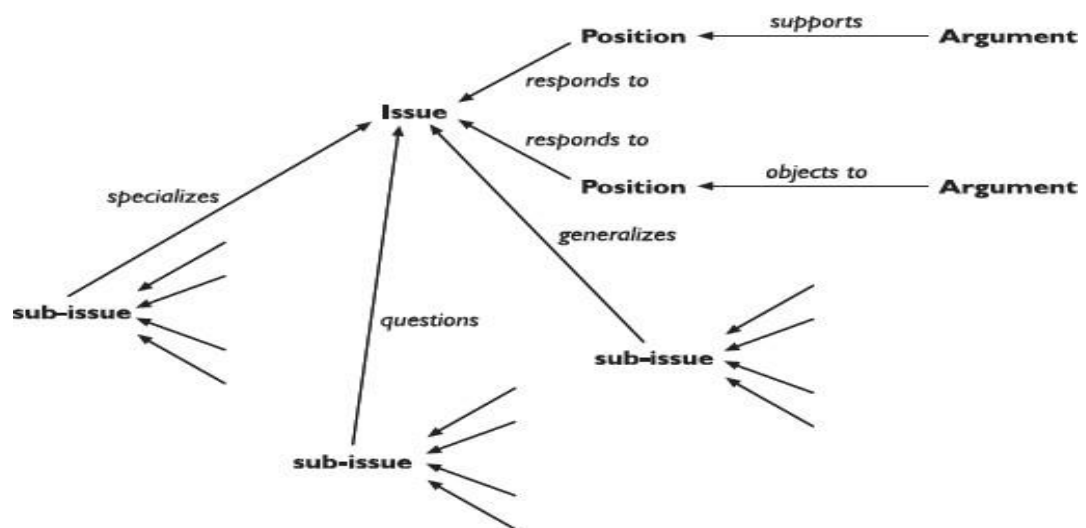 Position supports Argument
responds to
Issue
responds to
Position objects to Argument
specializes
generalizes
sub-issue
questions
sub-issue
sub-issue